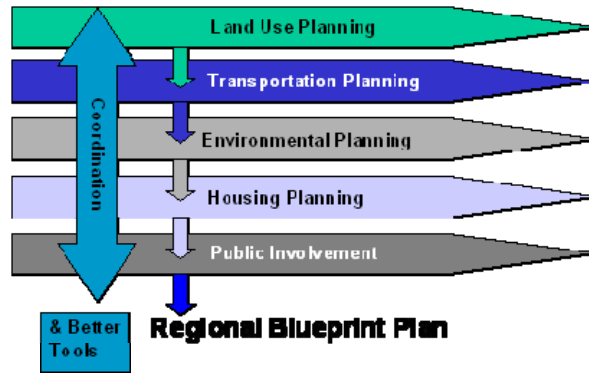 Land Use Planning
Transportation Planning
Coordination
Environmental Planning
Housing Planning
Public Involvement
& Better
Tools
Regional Blueprint Plan